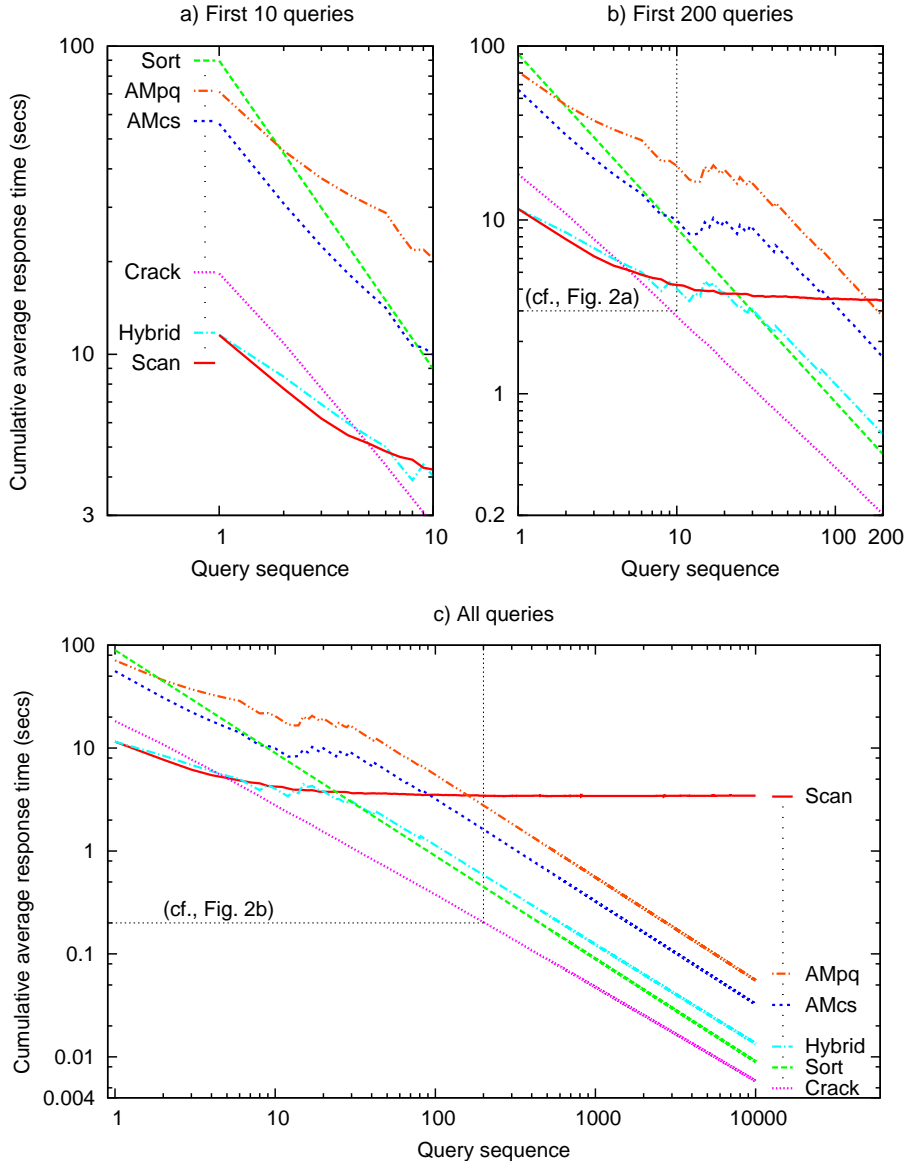 a) First 10 queries
b) First 200 queries
Cumulative average response time (secs)
100
10
3
Sort
AMpq
AMcs
Crack
Hybrid
Scan
1
10
Query sequence
100
10
1
0.2
(cf., Fig. 2a)
1
10
100
200
Query sequence
c) All queries
Cumulative average response time (secs)
100
10
1
0.1
0.01
0.004
(cf., Fig. 2b)
Scan
AMpq
AMcs
Hybrid
Sort
Crack
1
10
100
1000
10000
Query sequence